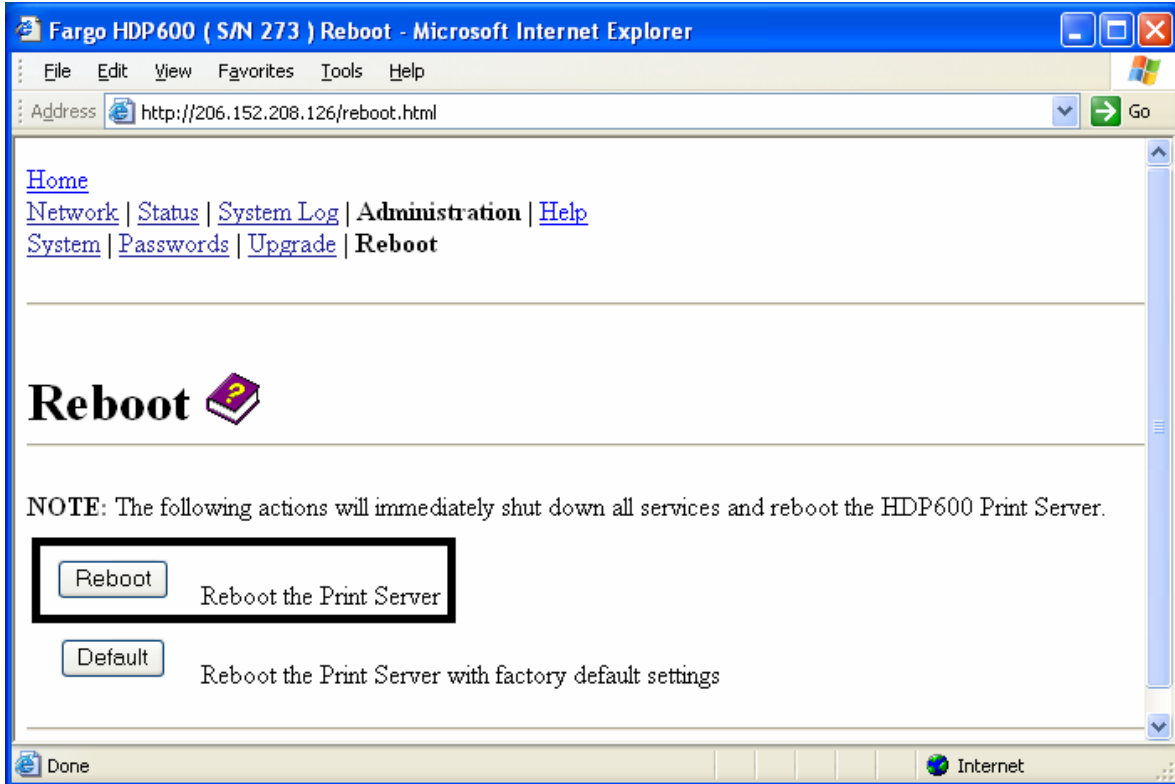 Fargo HDP600 ( S/N 273 ) Reboot - Microsoft Internet Explorer
File Edit View Favorites Tools Help
Address http://206.152.208.126/reboot.html Go
Home
Network | Status | System Log | Administration | Help
System | Passwords | Upgrade | Reboot
Reboot ?
NOTE: The following actions will immediately shut down all services and reboot the HDP600 Print Server.
Reboot Reboot the Print Server
Default Reboot the Print Server with factory default settings
Done Internet